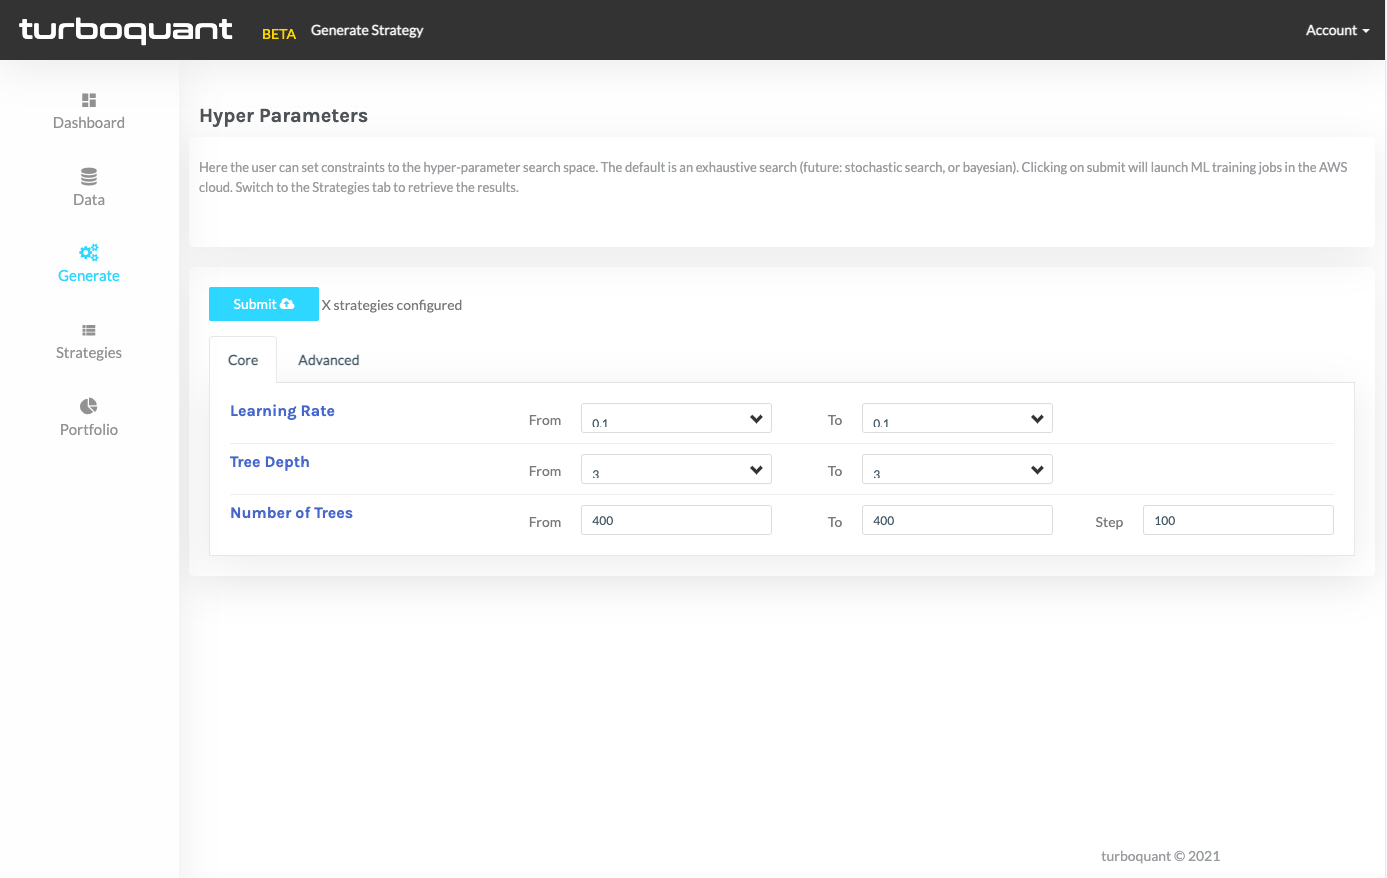 turboquant BETA Generate Strategy Account
Dashboard
Data
Generate
Strategies
Portfolio
Hyper Parameters
Here the user can set constraints to the hyper-parameter search space. The default is an exhaustive search (future: stochastic search, or bayesian). Clicking on submit will launch ML training jobs in the AWS
cloud. Switch to the Strategies tab to retrieve the results.
Submit X strategies configured
Core Advanced
Learning Rate From 0.1 To 0.1
Tree Depth From 3 To 3
Number of Trees From 400 To 400 Step 100
turboquant © 2021